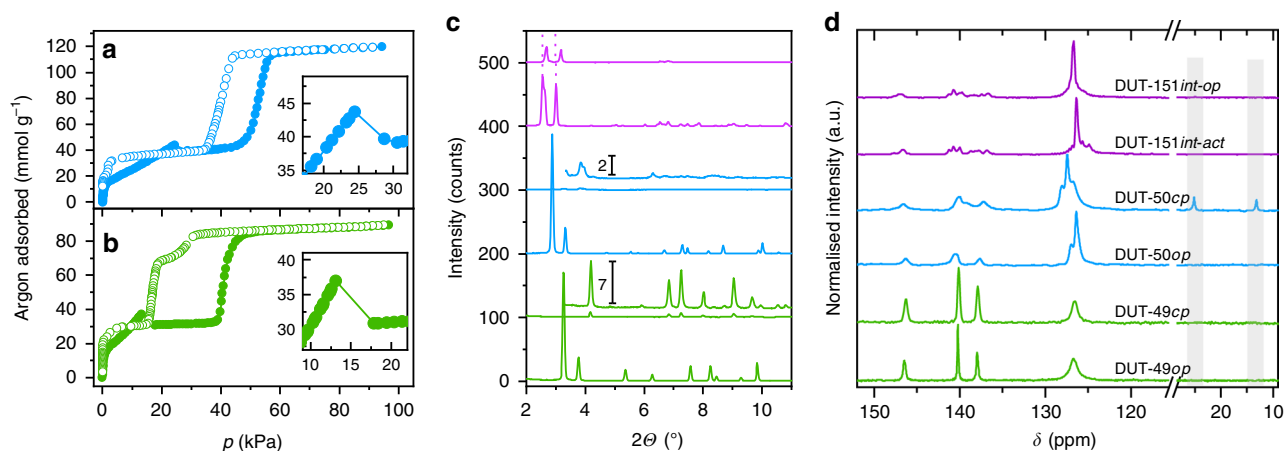 a
120
100
80
60
40
20
0
45
40
35
20 25 30
b
100
80
60
40
20
0
40
35
30
10 15 20
0 20 40 60 80 100
Argon adsorbed (mmol g⁻¹)
p (kPa)
c
500
400
300
200
100
0
2
7
2 4 6 8 10
Intensity (counts)
2Θ (°)
d
DUT-151int-op
DUT-151int-act
DUT-50cp
DUT-50op
DUT-49cp
DUT-49op
150 140 130 120 20 10
Normalised intensity (a.u.)
δ (ppm)